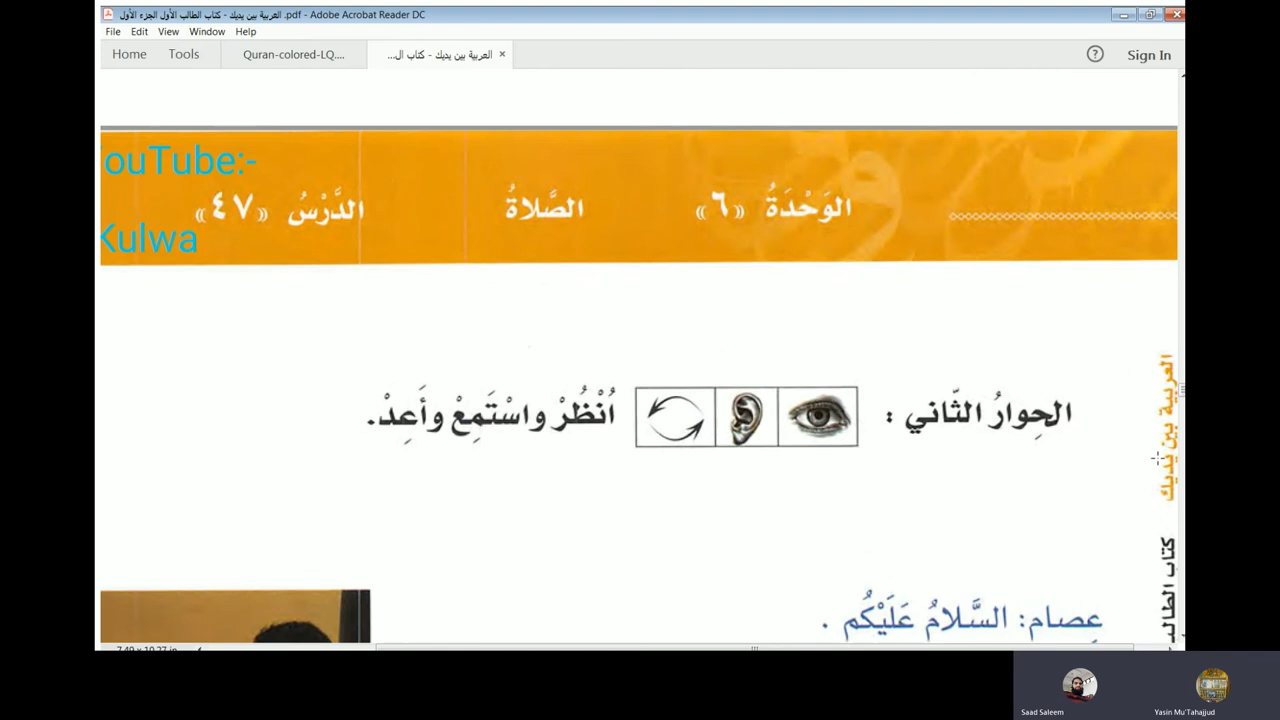 العربية بين يديك - كتاب الطالب الأول الجزء الأول .pdf - Adobe Acrobat Reader DC
File Edit View Window Help
Home Tools Quran-colored-LQ.... العربية بين يديك - كتاب ال... × Sign In
ouTube:-
Kulwa
الوَحْدَةُ «٦» الصَّلاةُ الدَّرْسُ «٤٧»
الحِوارُ الثّاني : اُنْظُرْ واسْتَمِعْ وأَعِدْ.
العربية بين يديك
كتاب الطالب
عِصام: السَّلامُ عَلَيْكُم .
Saad Saleem
Yasin Mu`Tahajjud